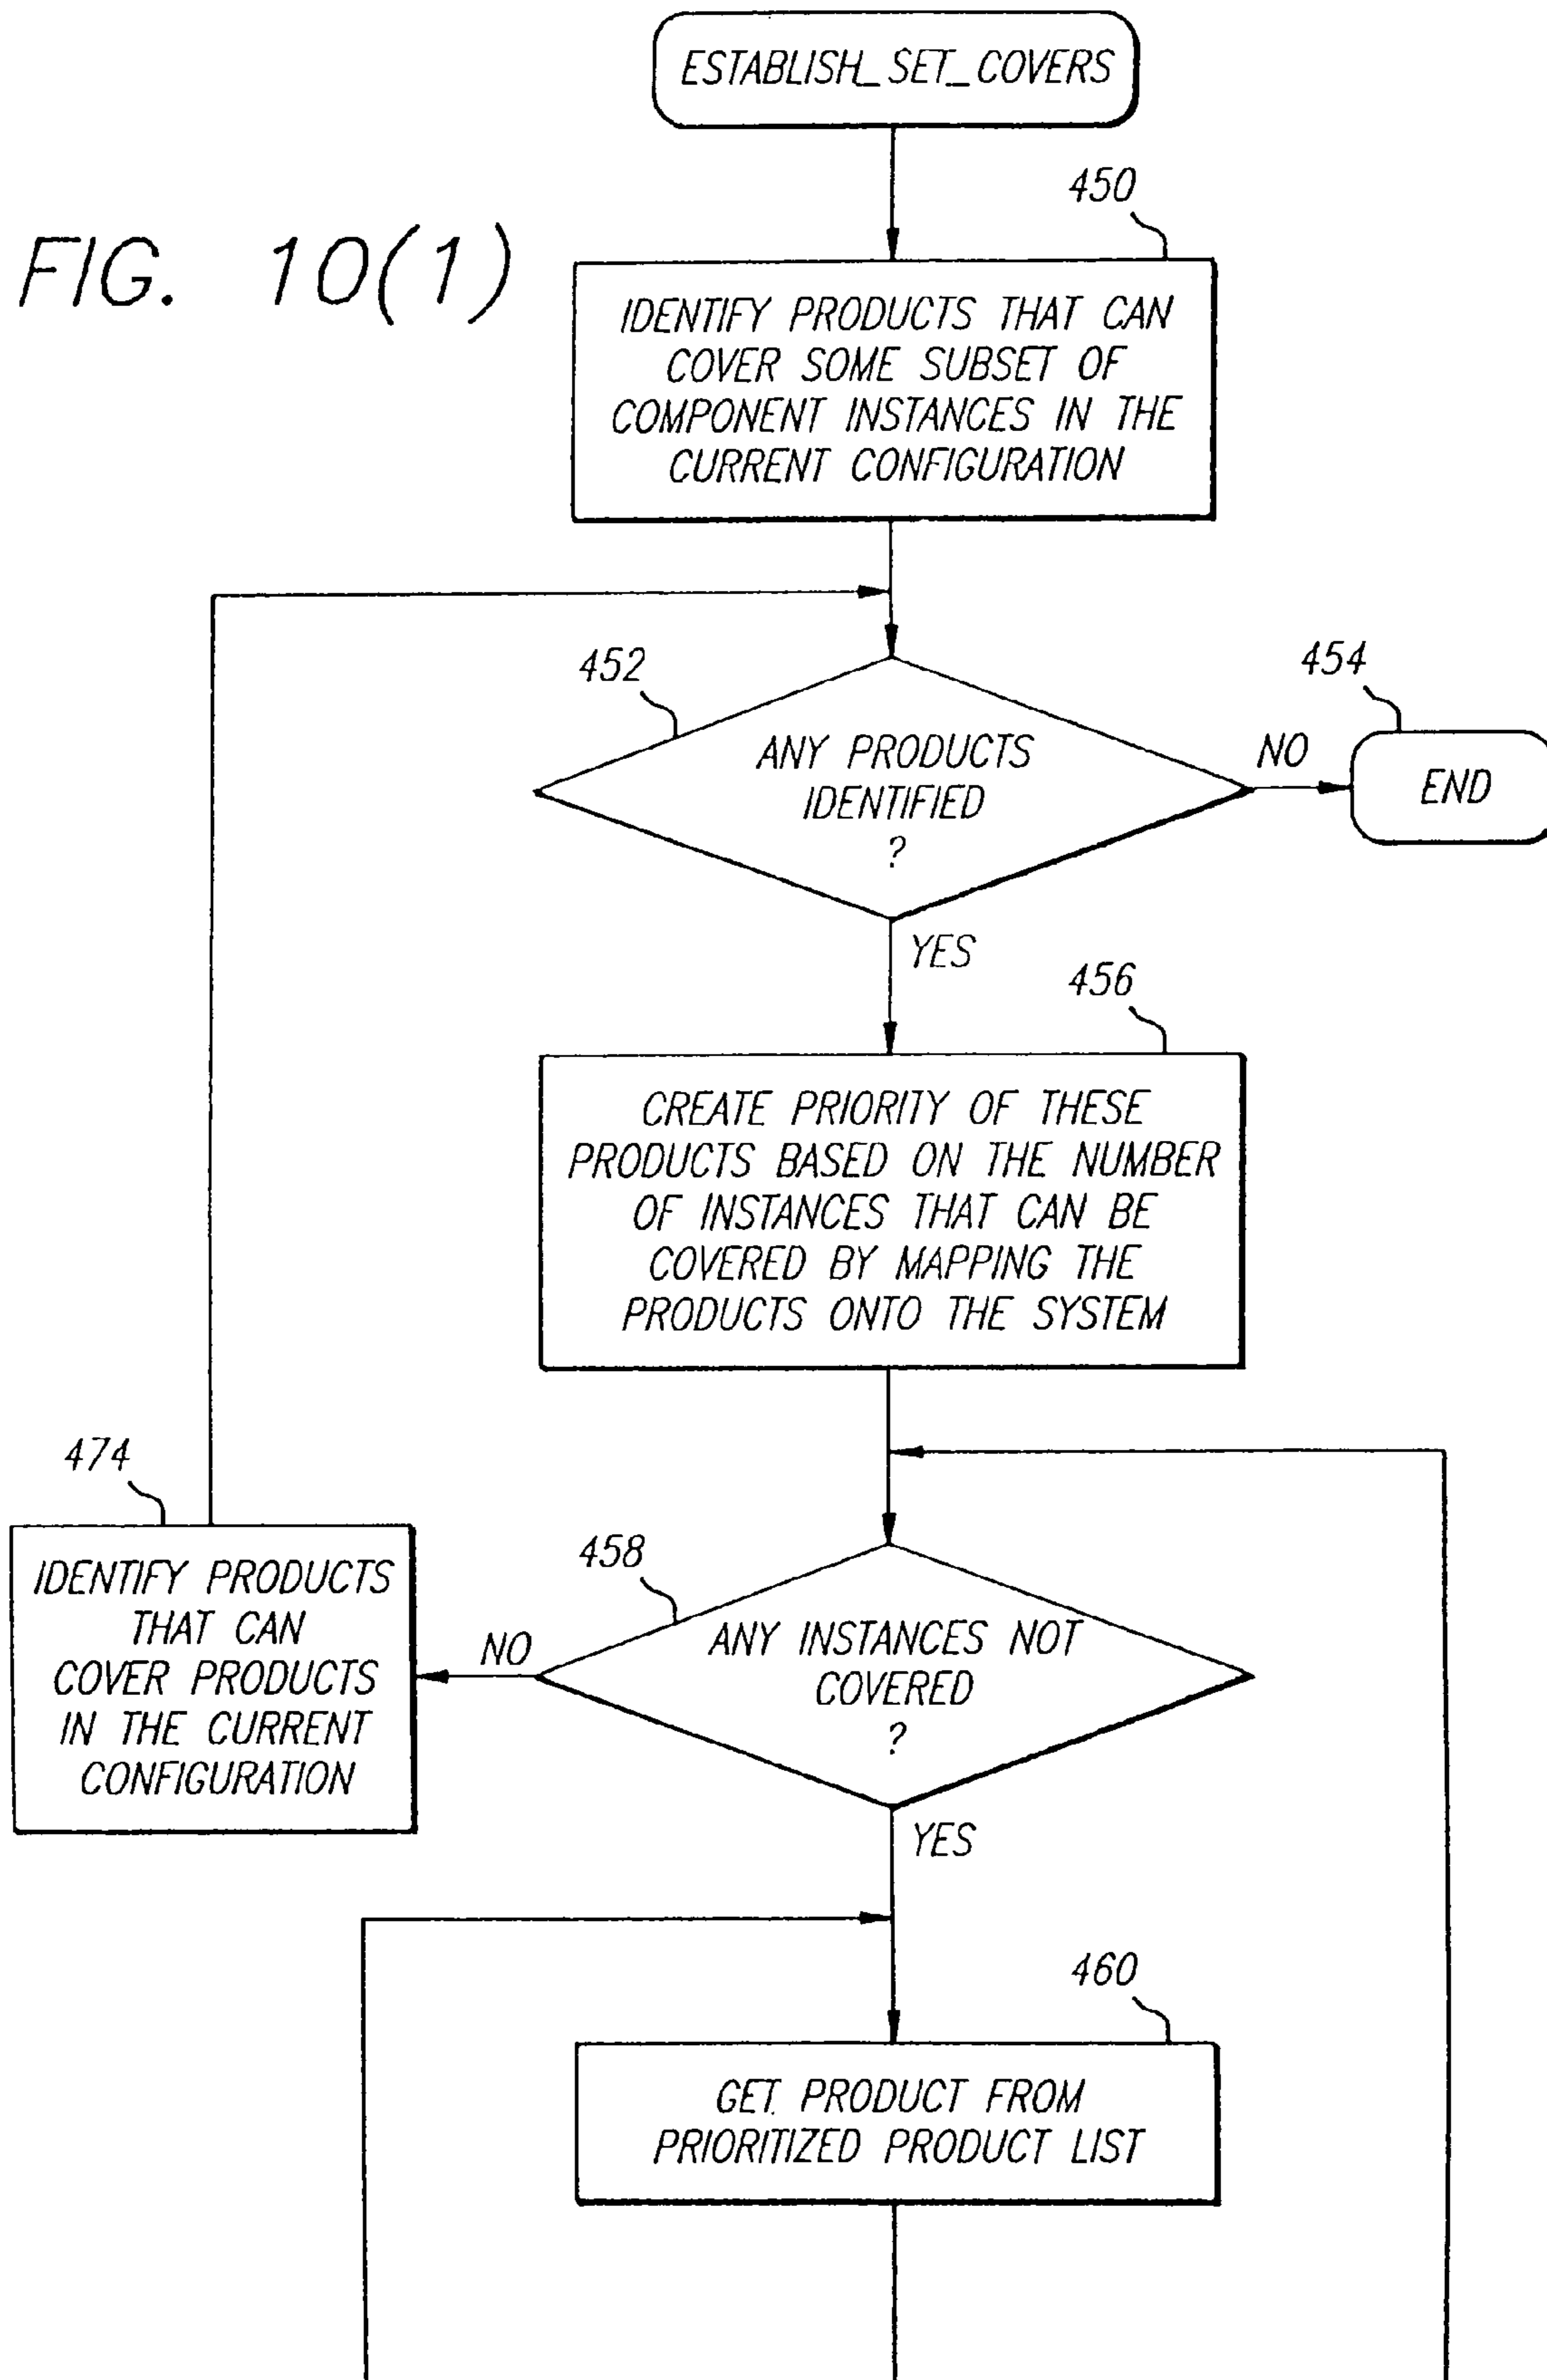 ESTABLISH_SET_COVERS
450
FIG. 10(1)
IDENTIFY PRODUCTS THAT CAN
COVER SOME SUBSET OF
COMPONENT INSTANCES IN THE
CURRENT CONFIGURATION
452
454
ANY PRODUCTS
IDENTIFIED
?
NO
END
YES
456
CREATE PRIORITY OF THESE
PRODUCTS BASED ON THE NUMBER
OF INSTANCES THAT CAN BE
COVERED BY MAPPING THE
PRODUCTS ONTO THE SYSTEM
474
IDENTIFY PRODUCTS
THAT CAN
COVER PRODUCTS
IN THE CURRENT
CONFIGURATION
458
NO
ANY INSTANCES NOT
COVERED
?
YES
460
GET PRODUCT FROM
PRIORITIZED PRODUCT LIST